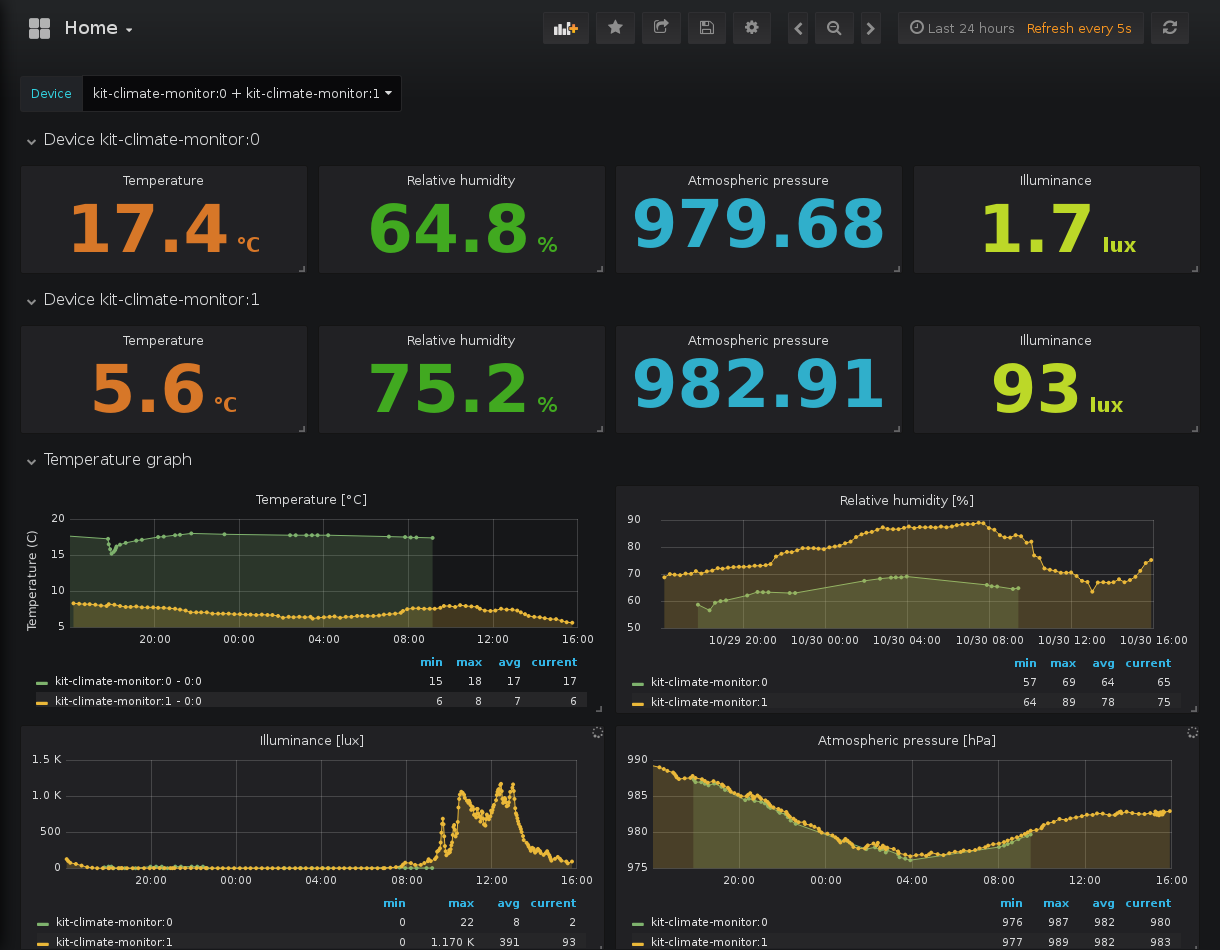 Home
Last 24 hours Refresh every 5s
Device kit-climate-monitor:0 + kit-climate-monitor:1
Device kit-climate-monitor:0
Temperature Relative humidity Atmospheric pressure Illuminance
17.4 °C 64.8 % 979.68 1.7 lux
Device kit-climate-monitor:1
Temperature Relative humidity Atmospheric pressure Illuminance
5.6 °C 75.2 % 982.91 93 lux
Temperature graph
Temperature [°C]
Temperature (C)
20
15
10
5
20:00 00:00 04:00 08:00 12:00 16:00
min max avg current
kit-climate-monitor:0 - 0:0 15 18 17 17
kit-climate-monitor:1 - 0:0 6 8 7 6
Relative humidity [%]
90
80
70
60
50
10/29 20:00 10/30 00:00 10/30 04:00 10/30 08:00 10/30 12:00 10/30 16:00
min max avg current
kit-climate-monitor:0 57 69 64 65
kit-climate-monitor:1 64 89 78 75
Illuminance [lux]
1.5 K
1.0 K
500
0
20:00 00:00 04:00 08:00 12:00 16:00
min max avg current
kit-climate-monitor:0 0 22 8 2
kit-climate-monitor:1 0 1.170 K 391 93
Atmospheric pressure [hPa]
990
985
980
975
20:00 00:00 04:00 08:00 12:00 16:00
min max avg current
kit-climate-monitor:0 976 987 982 980
kit-climate-monitor:1 977 989 982 983